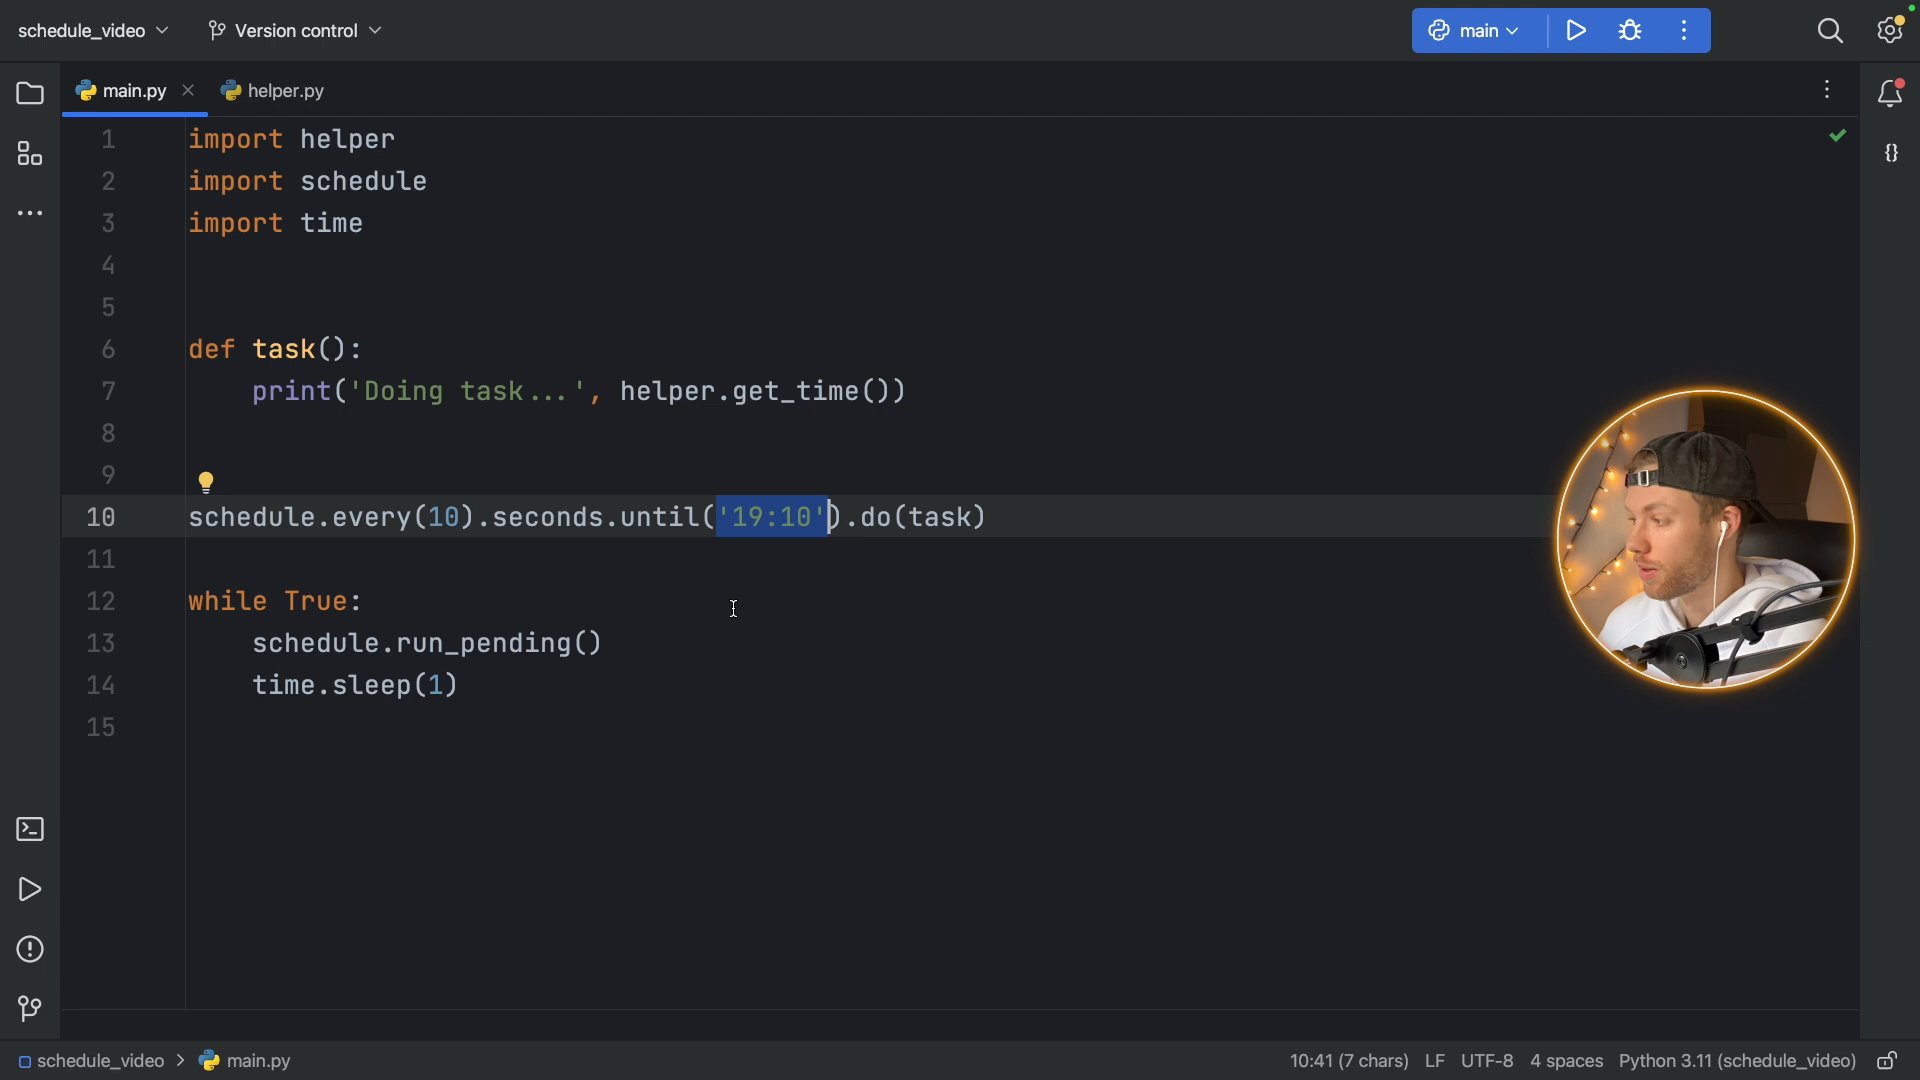 schedule_video
Version control
main
main.py
helper.py
1 import helper
2 import schedule
3 import time
4
5
6 def task():
7     print('Doing task...', helper.get_time())
8
9
10 schedule.every(10).seconds.until('19:10').do(task)
11
12 while True:
13     schedule.run_pending()
14     time.sleep(1)
15
schedule_video > main.py
10:41 (7 chars) LF UTF-8 4 spaces Python 3.11 (schedule_video)